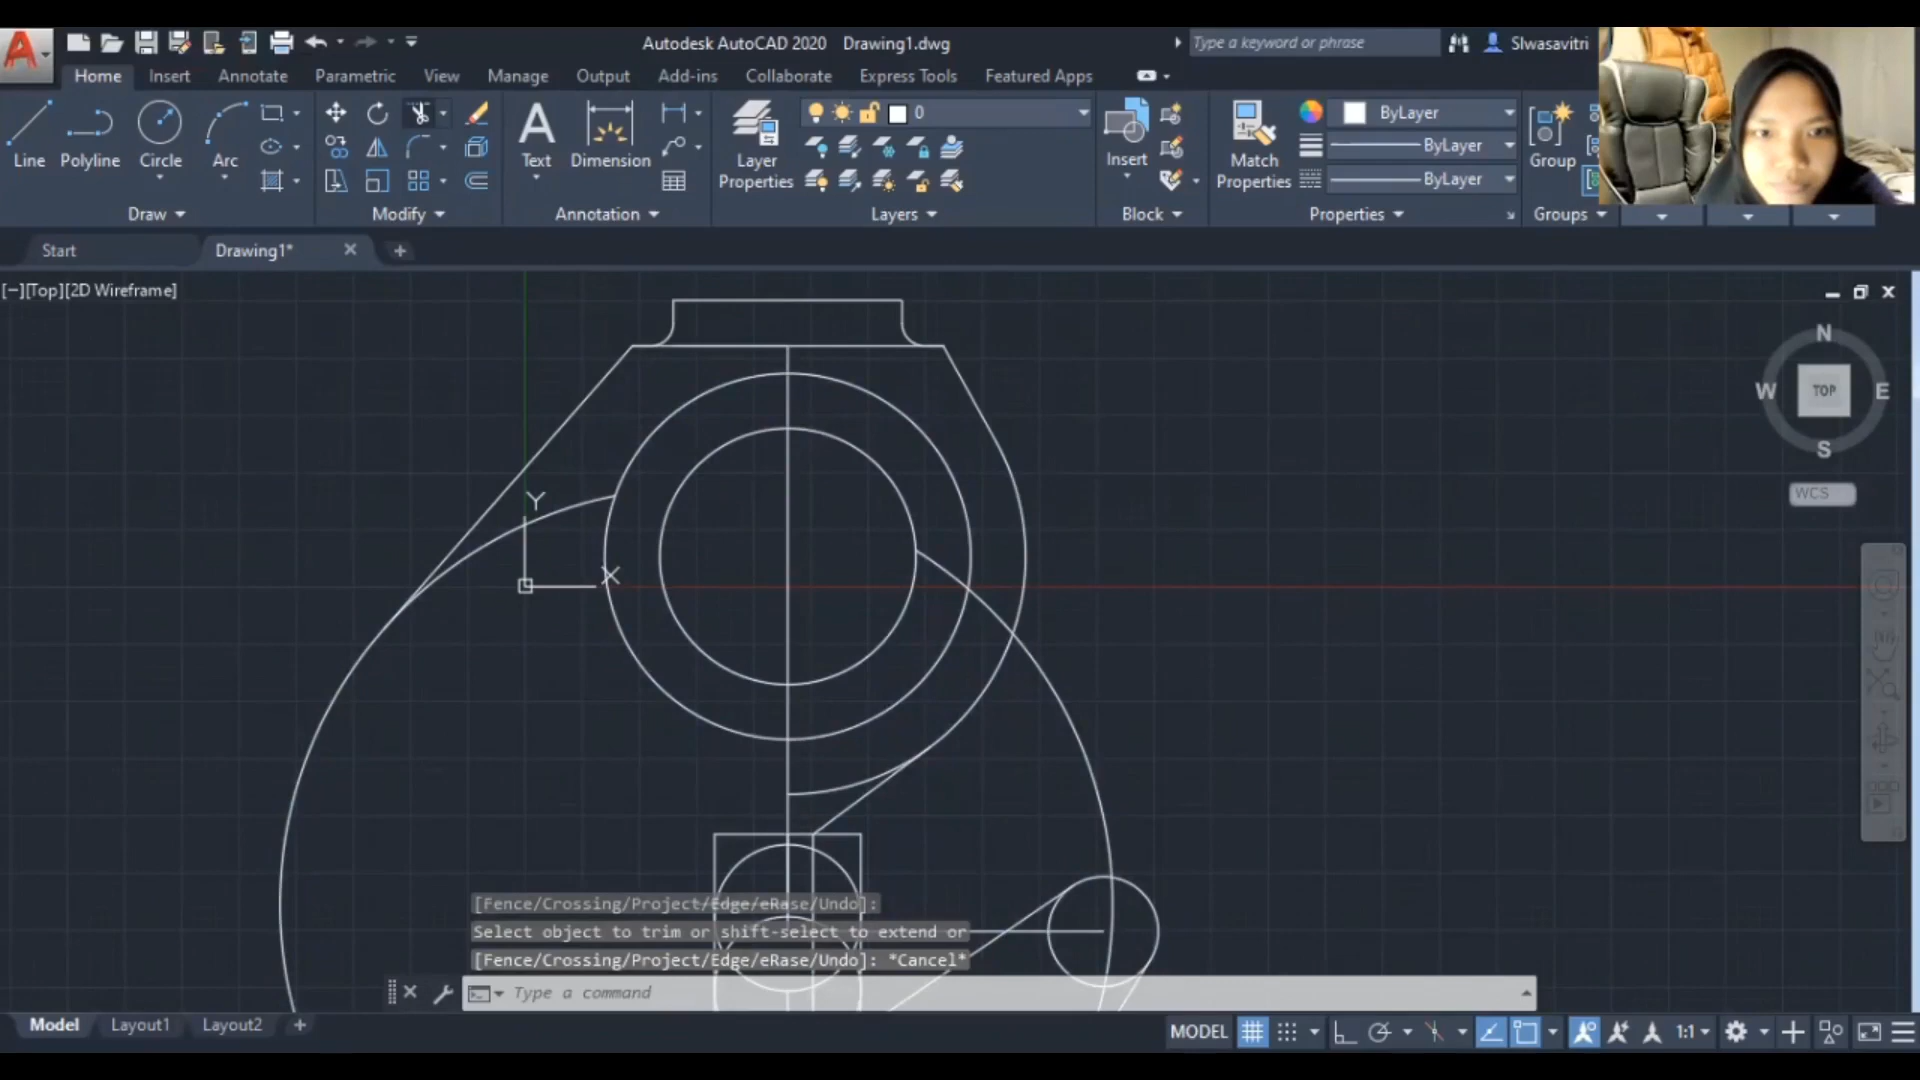 Autodesk AutoCAD 2020 Drawing1.dwg
Type a keyword or phrase
Slwasavitri
Home Insert Annotate Parametric View Manage Output Add-ins Collaborate Express Tools Featured Apps
Line Polyline Circle Arc
Text Dimension
Layer Properties
0
Insert
Match Properties
ByLayer
ByLayer
ByLayer
Group
Draw Modify Annotation Layers Block Properties Groups
Start Drawing1*
[−][Top][2D Wireframe]
N
W TOP E
S
WCS
Y
X
[Fence/Crossing/Project/Edge/eRase/Undo]:
Select object to trim or shift-select to extend or
[Fence/Crossing/Project/Edge/eRase/Undo]: *Cancel*
Type a command
Model Layout1 Layout2 +
MODEL 1:1